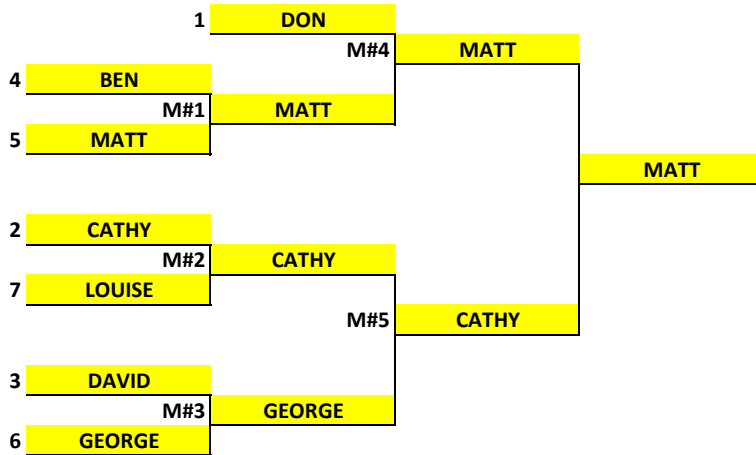 1 DON
M#4 MATT
4 BEN
M#1 MATT
5 MATT
MATT
2 CATHY
M#2 CATHY
7 LOUISE
M#5 CATHY
3 DAVID
M#3 GEORGE
6 GEORGE